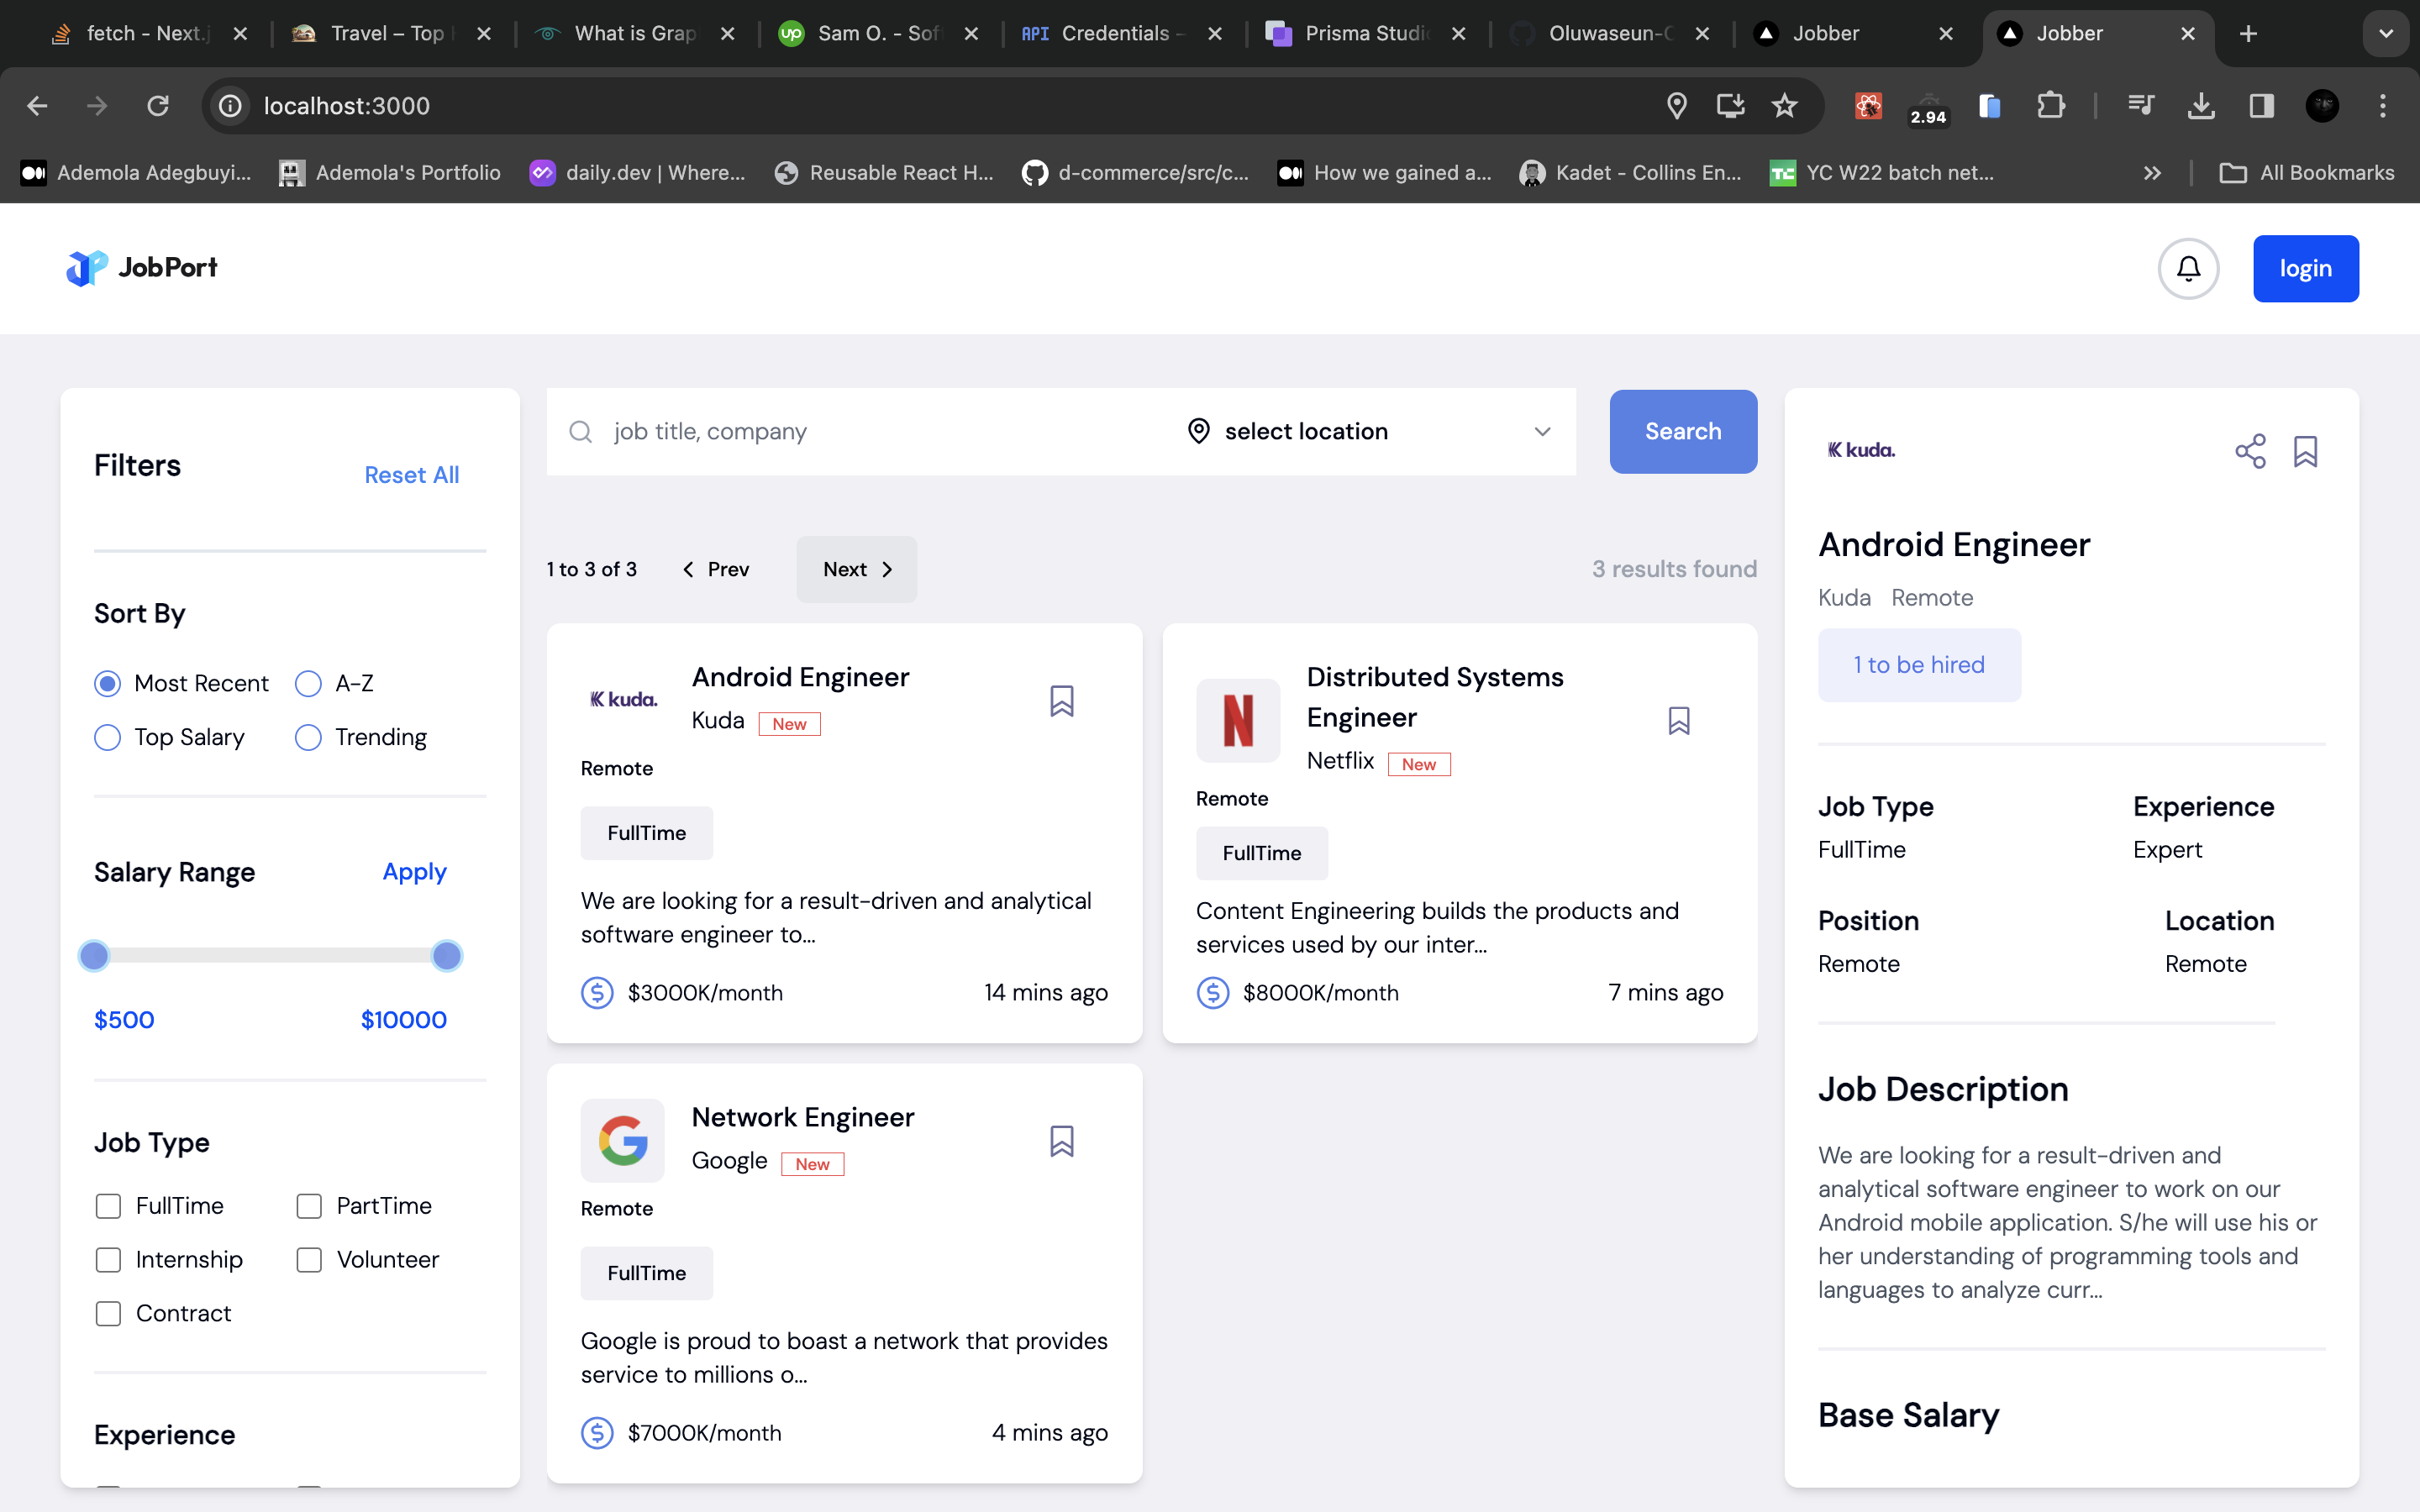 fetch - Next.j
Travel – Top
What is Grap
Sam O. - Sof
Credentials –
Prisma Studi
Oluwaseun-
Jobber
Jobber
localhost:3000
2.94
Ademola Adegbuyi...
Ademola's Portfolio
daily.dev | Where...
Reusable React H...
d-commerce/src/c...
How we gained a...
Kadet - Collins En...
YC W22 batch net...
All Bookmarks
JobPort
login
Filters
Reset All
Sort By
Most Recent
A-Z
Top Salary
Trending
Salary Range
Apply
$500
$10000
Job Type
FullTime
PartTime
Internship
Volunteer
Contract
Experience
job title, company
select location
Search
1 to 3 of 3
Prev
Next
3 results found
kuda.
Android Engineer
Kuda
New
Remote
FullTime
We are looking for a result-driven and analytical
software engineer to...
$3000K/month
14 mins ago
Distributed Systems
Engineer
Netflix
New
Remote
FullTime
Content Engineering builds the products and
services used by our inter...
$8000K/month
7 mins ago
Network Engineer
Google
New
Remote
FullTime
Google is proud to boast a network that provides
service to millions o...
$7000K/month
4 mins ago
kuda.
Android Engineer
Kuda Remote
1 to be hired
Job Type
Experience
FullTime
Expert
Position
Location
Remote
Remote
Job Description
We are looking for a result-driven and
analytical software engineer to work on our
Android mobile application. S/he will use his or
her understanding of programming tools and
languages to analyze curr...
Base Salary